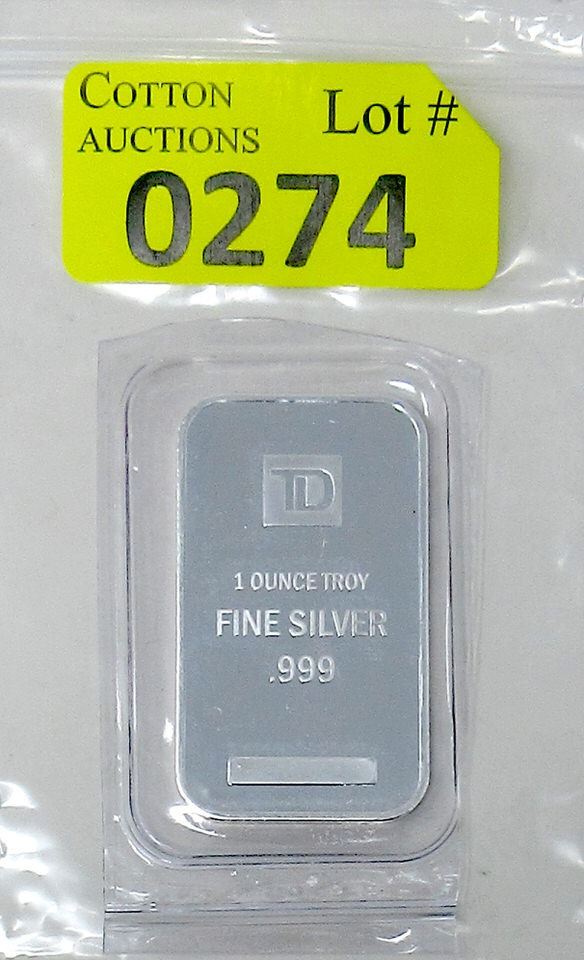 COTTON
AUCTIONS
Lot #
0274
TD
1 OUNCE TROY
FINE SILVER
.999